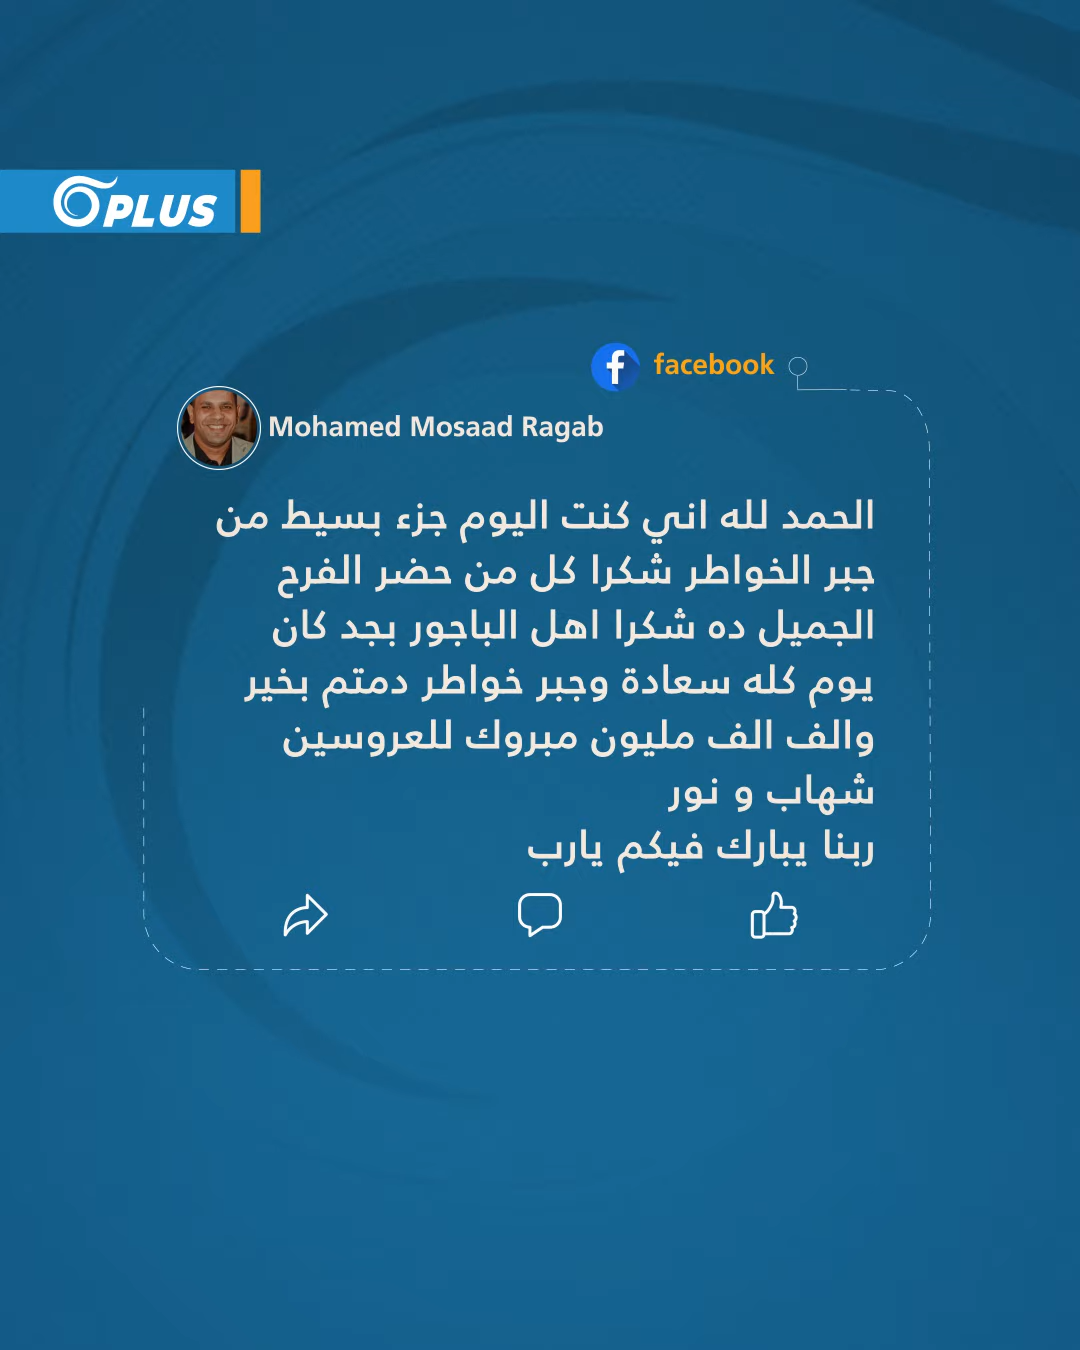 PLUS
facebook
Mohamed Mosaad Ragab
الحمد لله اني كنت اليوم جزء بسيط من
جبر الخواطر شكرا كل من حضر الفرح
الجميل ده شكرا اهل الباجور بجد كان
يوم كله سعادة وجبر خواطر دمتم بخير
والف الف مليون مبروك للعروسين
شهاب و نور
ربنا يبارك فيكم يارب